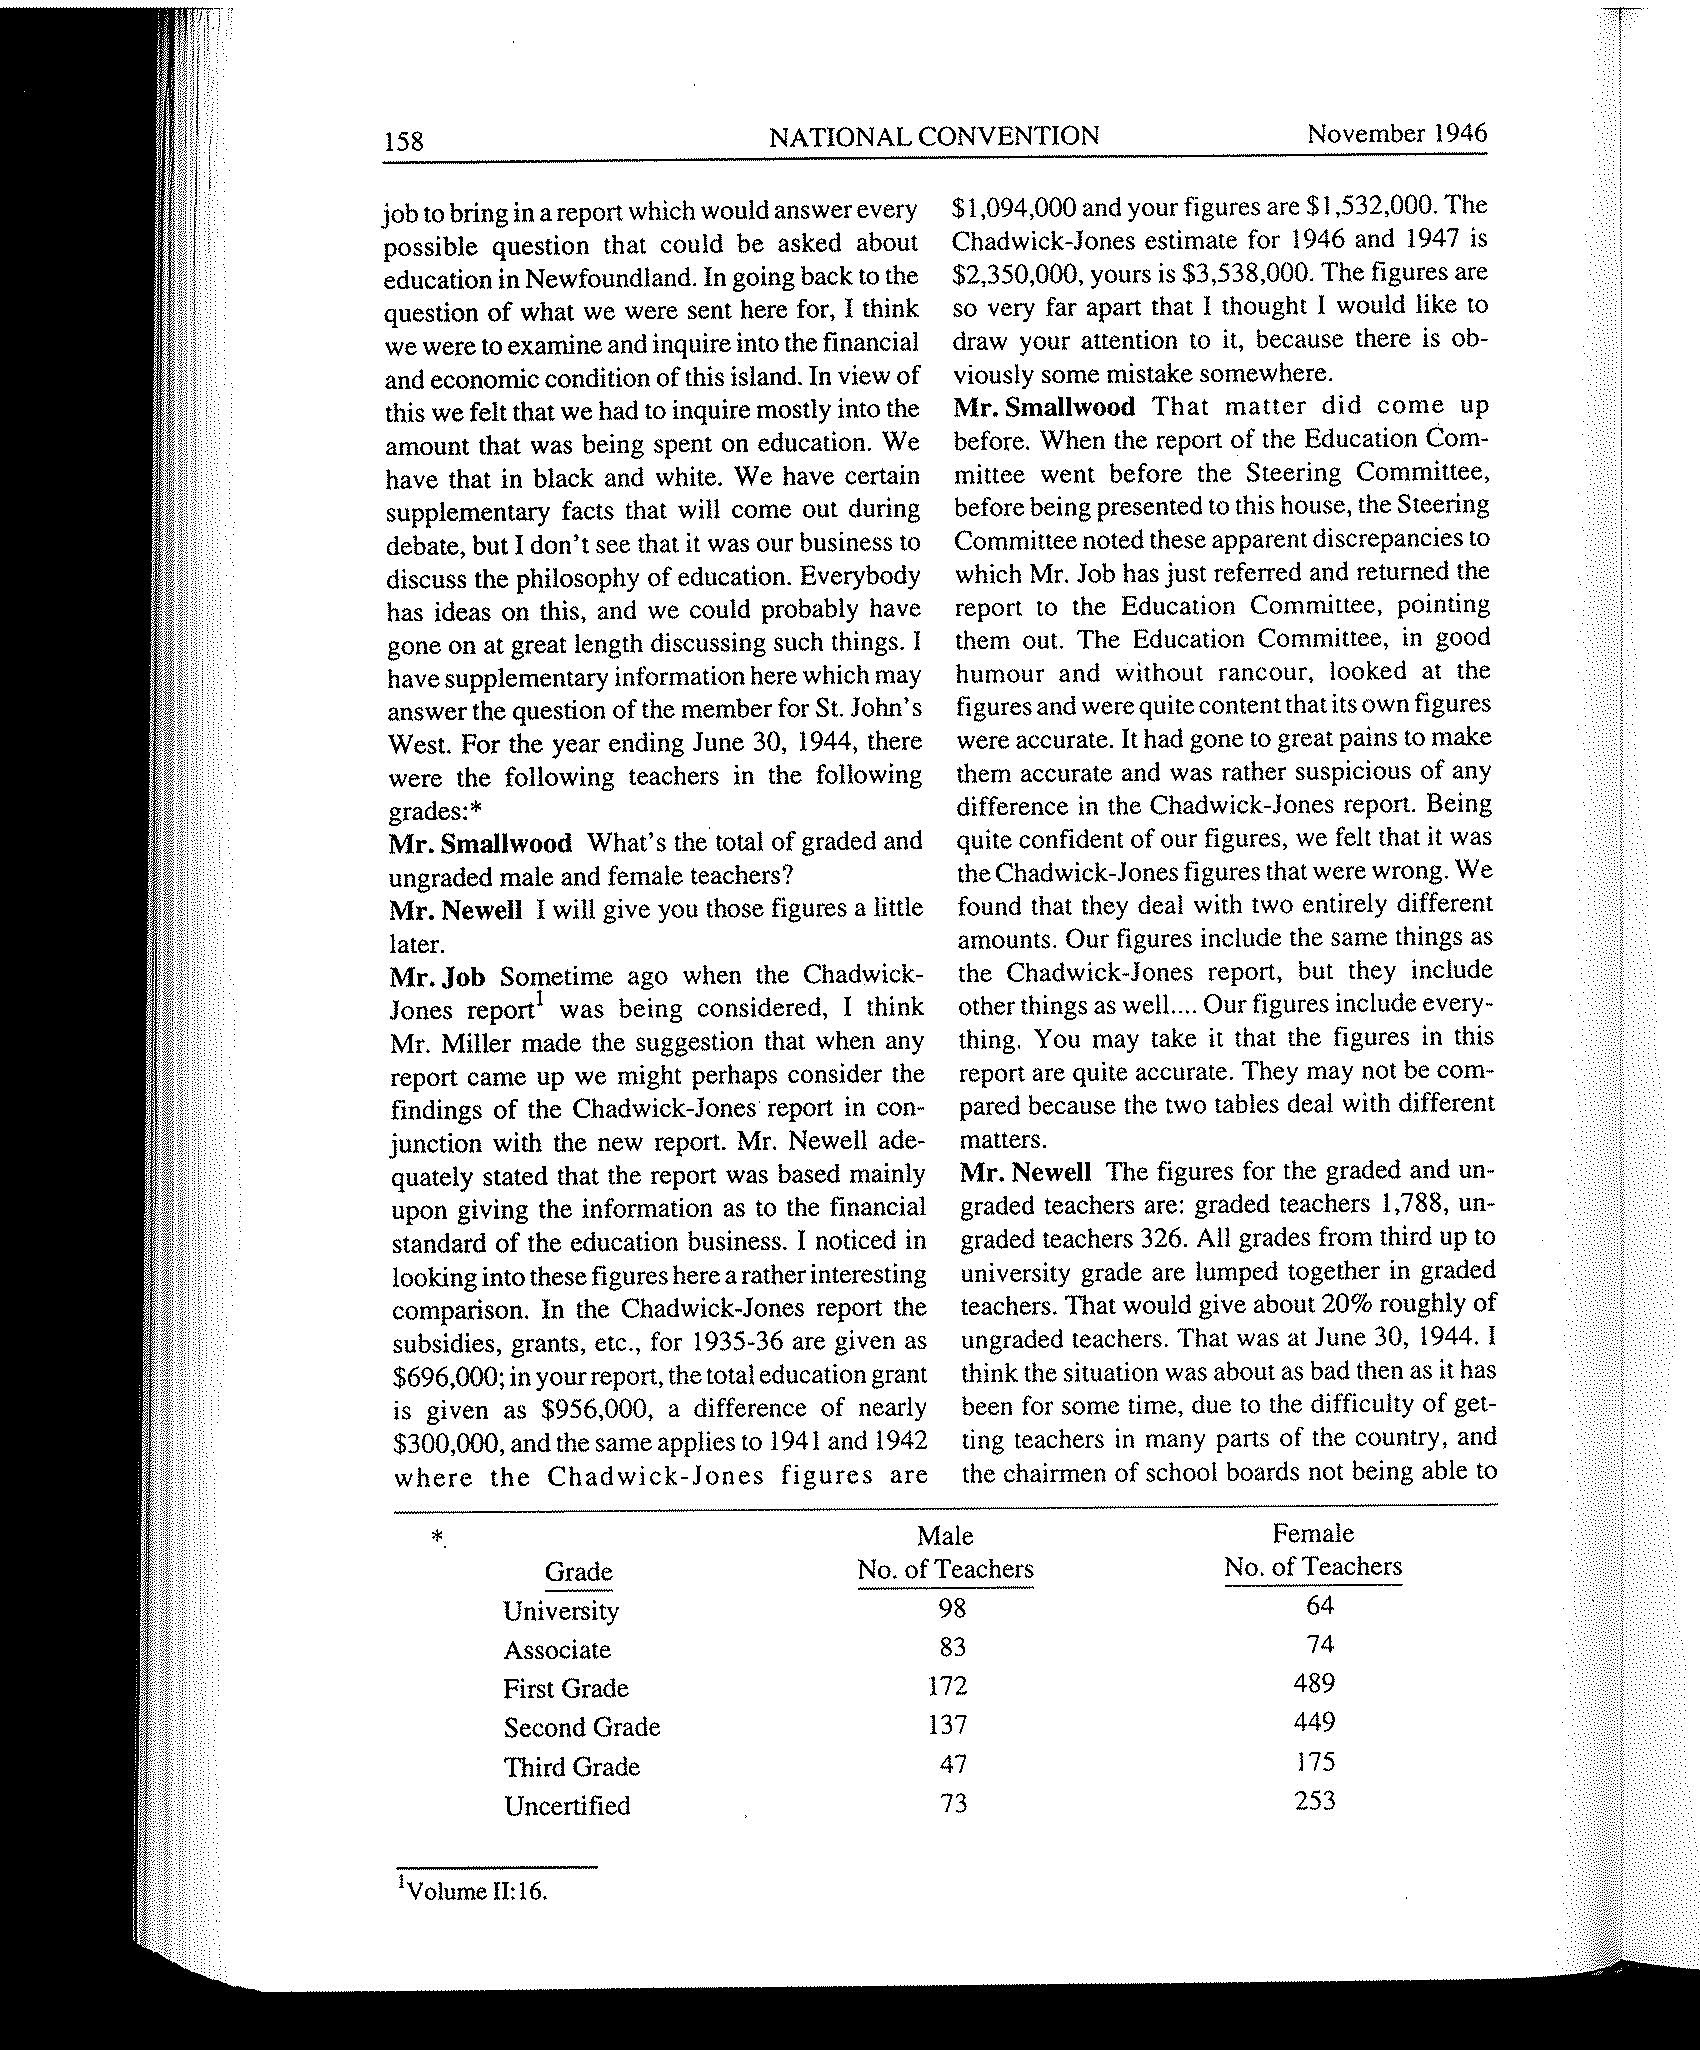 158 NATIONAL CONVENTION November 1946
job to bring in a report which would answer every
possible question that could be asked about
education in Newfoundland. In going back to the
question of what we were sent here for, I think
we were to examine and inquire into the financial
and economic condition of this island. In view of
this we felt that we had to inquire mostly into the
amount that was being spent on education. We
have that in black and white. We have certain
supplementary facts that will come out during
debate, but I don't see that it was our business to
discuss the philosophy of education. Everybody
has ideas on this, and we could probably have
gone on at great length discussing such things. I
have supplementary information here which may
answer the question of the member for St. John's
West. For the year ending June 30, 1944, there
were the following teachers in the following
grades:*
Mr. Smallwood What's the total of graded and
ungraded male and female teachers?
Mr. Newell I will give you those figures a little
later.
Mr. Job Sometime ago when the Chadwick-
Jones report¹ was being considered, I think
Mr. Miller made the suggestion that when any
report came up we might perhaps consider the
findings of the Chadwick-Jones report in con-
junction with the new report. Mr. Newell ade-
quately stated that the report was based mainly
upon giving the information as to the financial
standard of the education business. I noticed in
looking into these figures here a rather interesting
comparison. In the Chadwick-Jones report the
subsidies, grants, etc., for 1935-36 are given as
$696,000; in your report, the total education grant
is given as $956,000, a difference of nearly
$300,000, and the same applies to 1941 and 1942
where the Chadwick-Jones figures are
$1,094,000 and your figures are $1,532,000. The
Chadwick-Jones estimate for 1946 and 1947 is
$2,350,000, yours is $3,538,000. The figures are
so very far apart that I thought I would like to
draw your attention to it, because there is ob-
viously some mistake somewhere.
Mr. Smallwood That matter did come up
before. When the report of the Education Com-
mittee went before the Steering Committee,
before being presented to this house, the Steering
Committee noted these apparent discrepancies to
which Mr. Job has just referred and returned the
report to the Education Committee, pointing
them out. The Education Committee, in good
humour and without rancour, looked at the
figures and were quite content that its own figures
were accurate. It had gone to great pains to make
them accurate and was rather suspicious of any
difference in the Chadwick-Jones report. Being
quite confident of our figures, we felt that it was
the Chadwick-Jones figures that were wrong. We
found that they deal with two entirely different
amounts. Our figures include the same things as
the Chadwick-Jones report, but they include
other things as well.... Our figures include every-
thing. You may take it that the figures in this
report are quite accurate. They may not be com-
pared because the two tables deal with different
matters.
Mr. Newell The figures for the graded and un-
graded teachers are: graded teachers 1,788, un-
graded teachers 326. All grades from third up to
university grade are lumped together in graded
teachers. That would give about 20% roughly of
ungraded teachers. That was at June 30, 1944. I
think the situation was about as bad then as it has
been for some time, due to the difficulty of get-
ting teachers in many parts of the country, and
the chairmen of school boards not being able to
* Male Female
Grade No. of Teachers No. of Teachers
University 98 64
Associate 83 74
First Grade 172 489
Second Grade 137 449
Third Grade 47 175
Uncertified 73 253
¹Volume II:16.